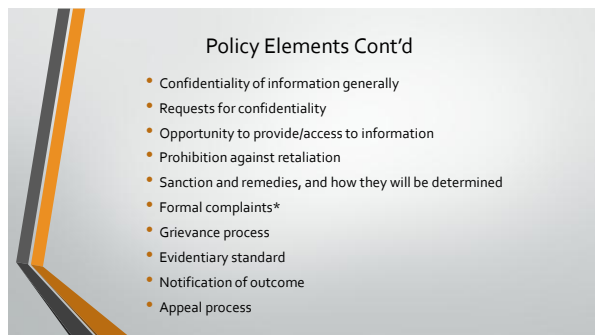 Policy Elements Cont’d
• Confidentiality of information generally
• Requests for confidentiality
• Opportunity to provide/access to information
• Prohibition against retaliation
• Sanction and remedies, and how they will be determined
• Formal complaints*
• Grievance process
• Evidentiary standard
• Notification of outcome
• Appeal process